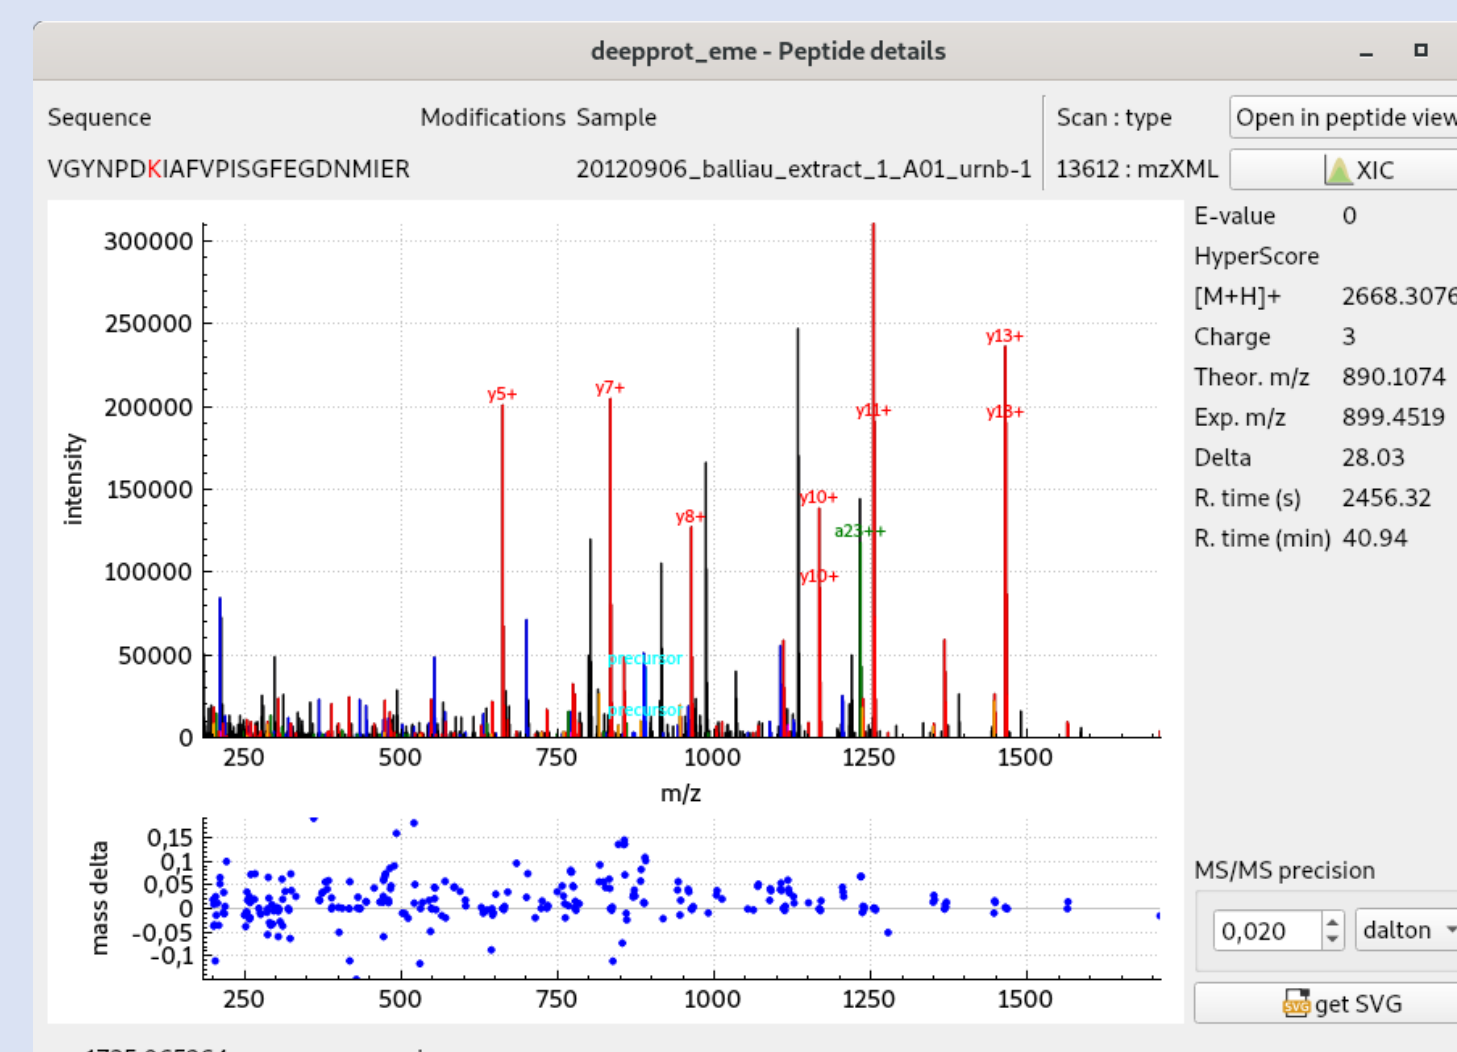 deepprot_eme - Peptide details
Sequence Modifications Sample Scan : type Open in peptide view
VGYNPDKIAFVPISGFEGDNMIER 20120906_balliau_extract_1_A01_urnb-1 13612 : mzXML XIC
E-value 0
HyperScore
[M+H]+ 2668.3076
Charge 3
Theor. m/z 890.1074
Exp. m/z 899.4519
Delta 28.03
R. time (s) 2456.32
R. time (min) 40.94
intensity
300000
250000
200000
150000
100000
50000
0
y13+
y5+
y7+
y11+
y13+
y10+
y8+
a23++
y10+
precursor
precursor
250 500 750 1000 1250 1500
m/z
mass delta
0,15
0,1
0,05
0
-0,05
-0,1
250 500 750 1000 1250 1500
MS/MS precision
0,020 dalton
SVG get SVG